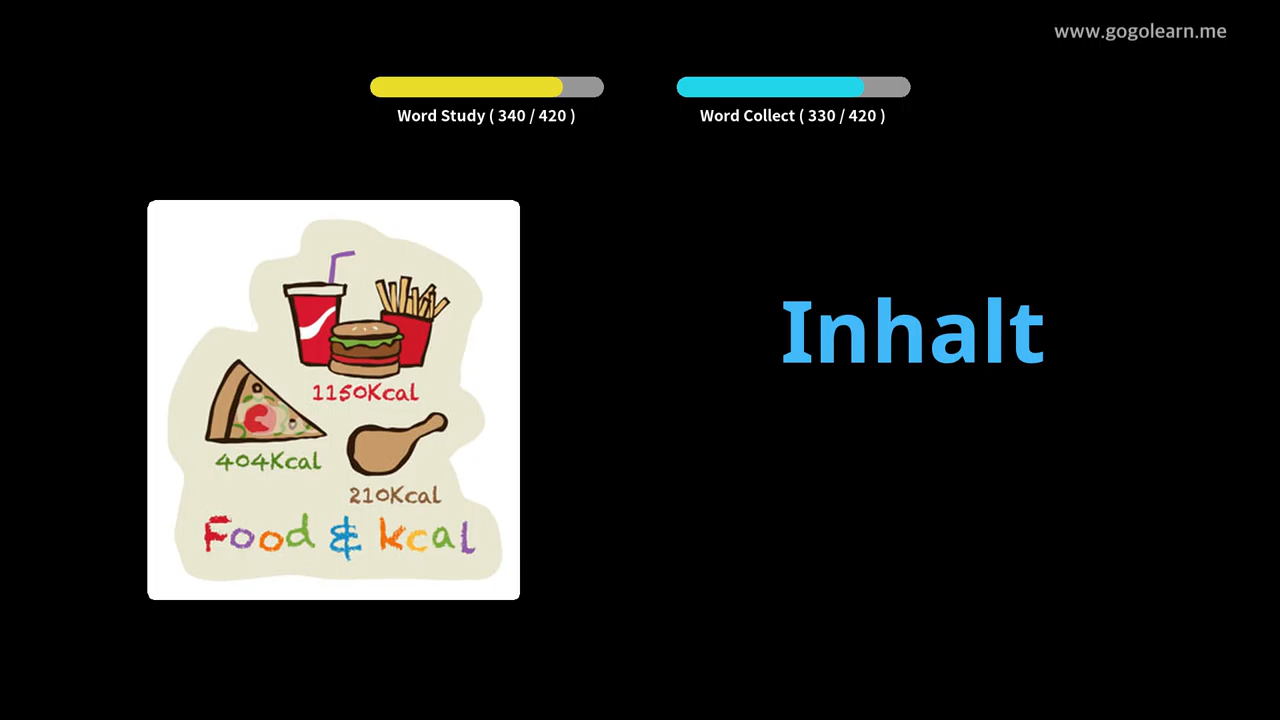 www.gogolearn.me
Word Study ( 340 / 420 )
Word Collect ( 330 / 420 )
Inhalt
1150Kcal
404Kcal
210Kcal
Food & kcal